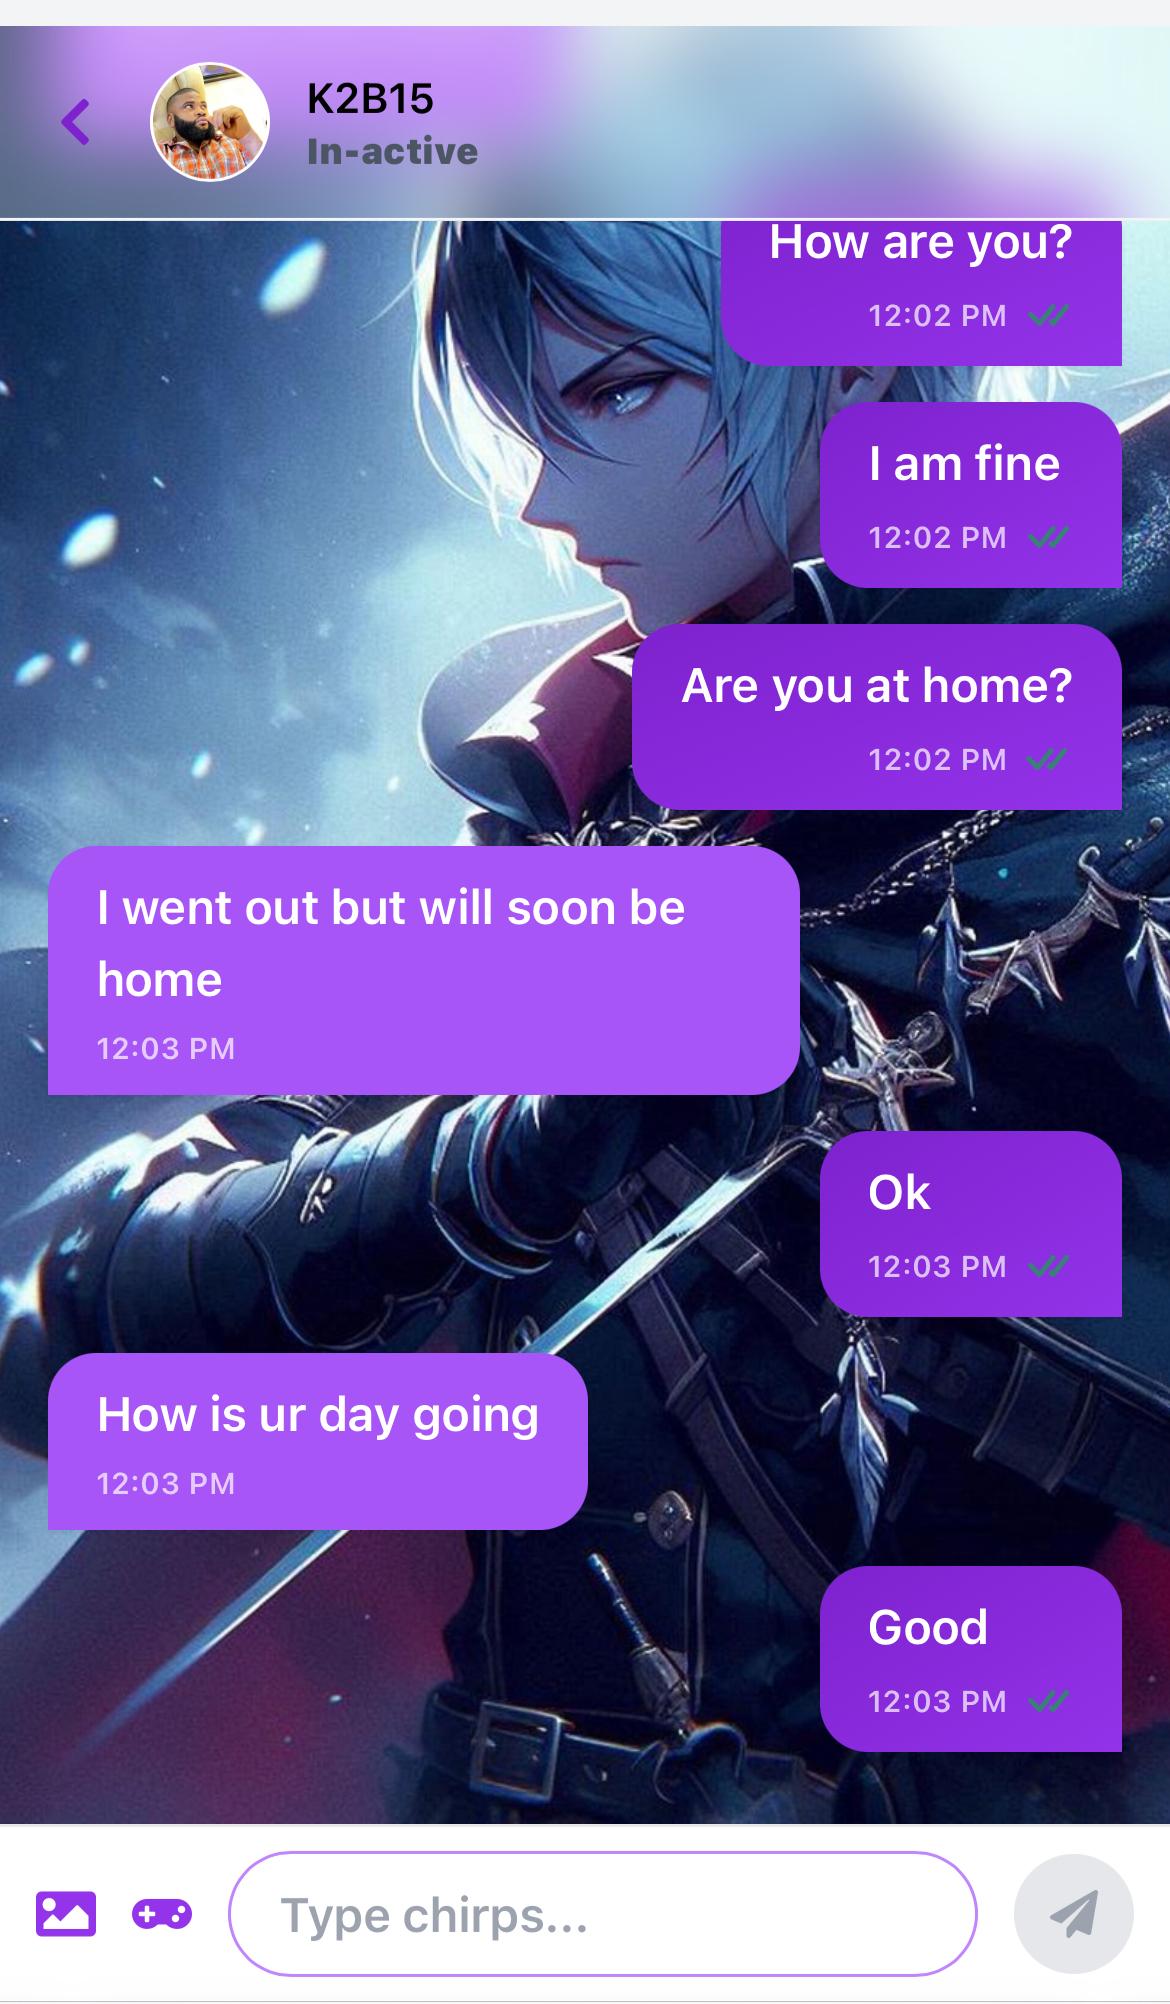 K2B15
In-active
How are you?
12:02 PM
I am fine
12:02 PM
Are you at home?
12:02 PM
I went out but will soon be
home
12:03 PM
Ok
12:03 PM
How is ur day going
12:03 PM
Good
12:03 PM
Type chirps...